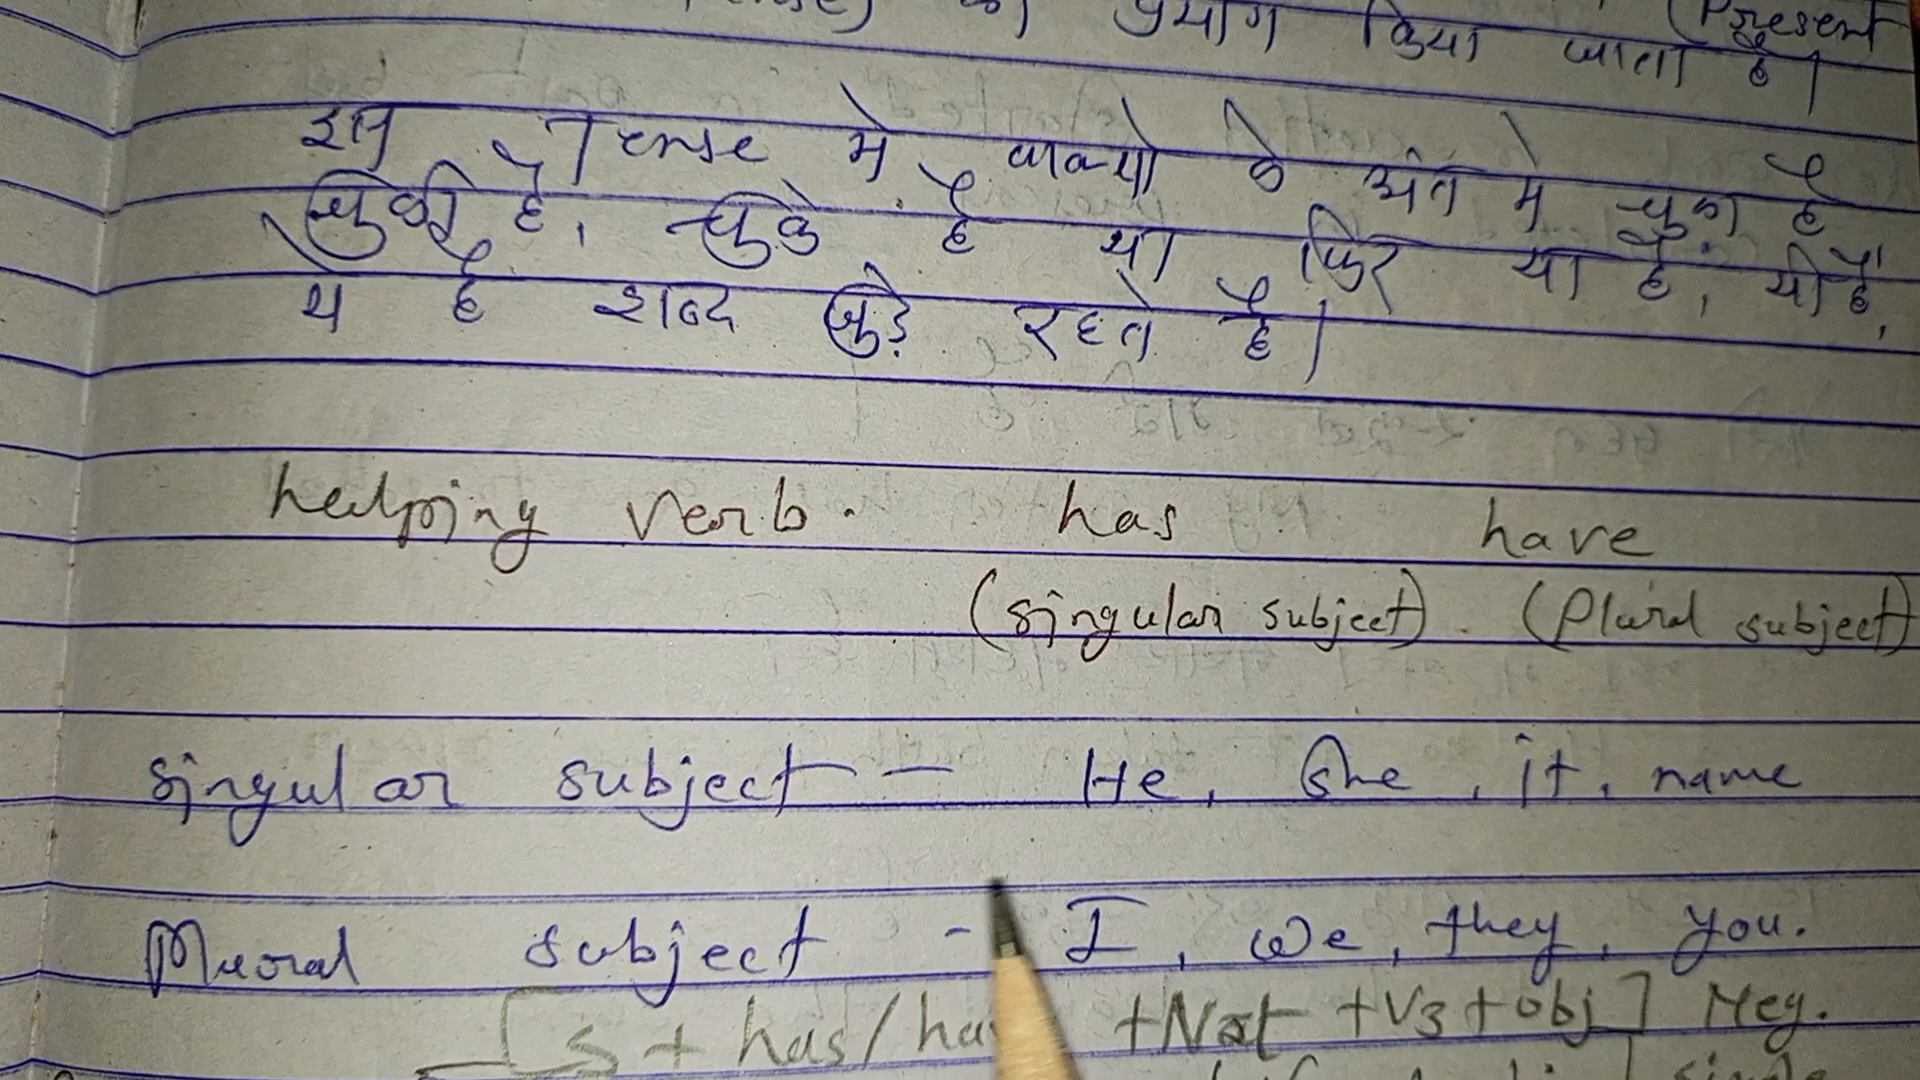 का प्रयोग किया जाता है। (Present
इस Tense मे वाक्यो के अंत मे चुका है
चुकी है, चुके है या फिर या है, यी है,
ये है शब्द जुड़े रहते है।
helping verb. has have
(singular subject). (Plural subject)
singular subject - He, She, it, name
Plueral subject - I, we, they, you.
[S + has/ha +Not +V3+obj] Neg.